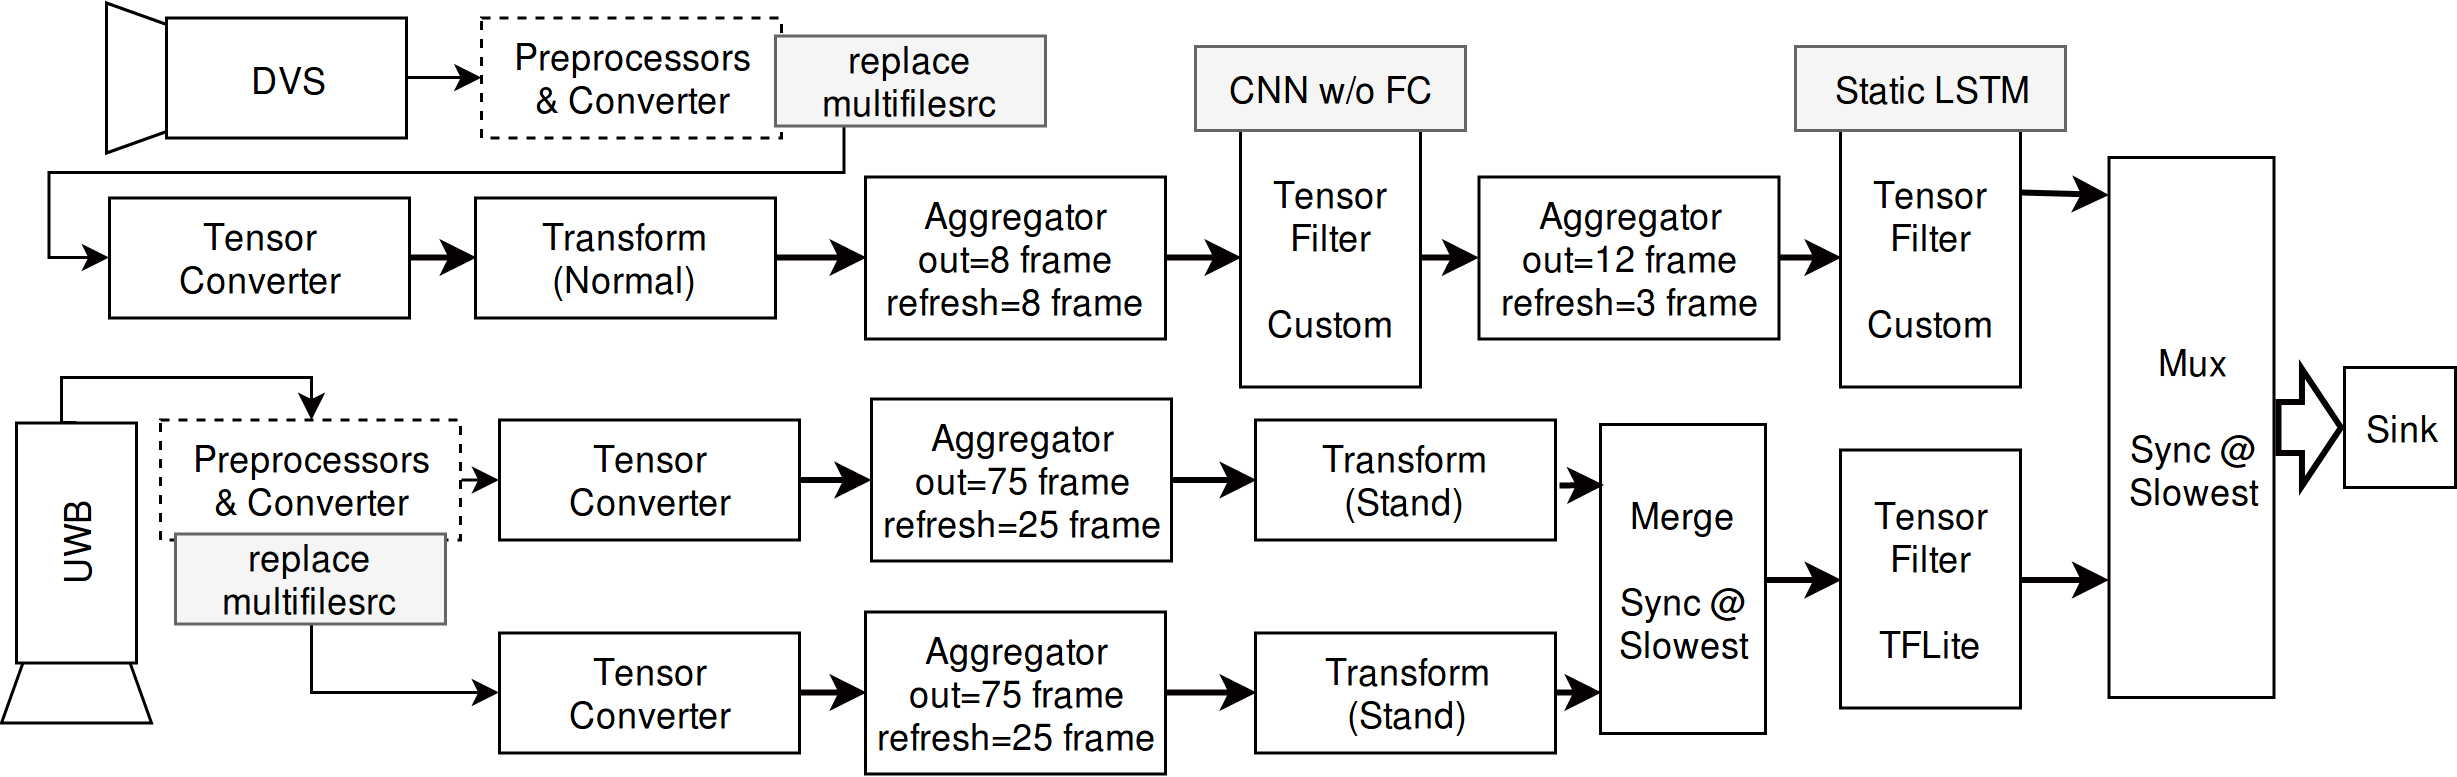 DVS
Preprocessors
& Converter
replace
multifilesrc
CNN w/o FC
Static LSTM
Tensor
Converter
Transform
(Normal)
Aggregator
out=8 frame
refresh=8 frame
Tensor
Filter
Custom
Aggregator
out=12 frame
refresh=3 frame
Tensor
Filter
Custom
Mux
Sync @
Slowest
Sink
UWB
Preprocessors
& Converter
replace
multifilesrc
Tensor
Converter
Aggregator
out=75 frame
refresh=25 frame
Transform
(Stand)
Merge
Sync @
Slowest
Tensor
Filter
TFLite
Tensor
Converter
Aggregator
out=75 frame
refresh=25 frame
Transform
(Stand)